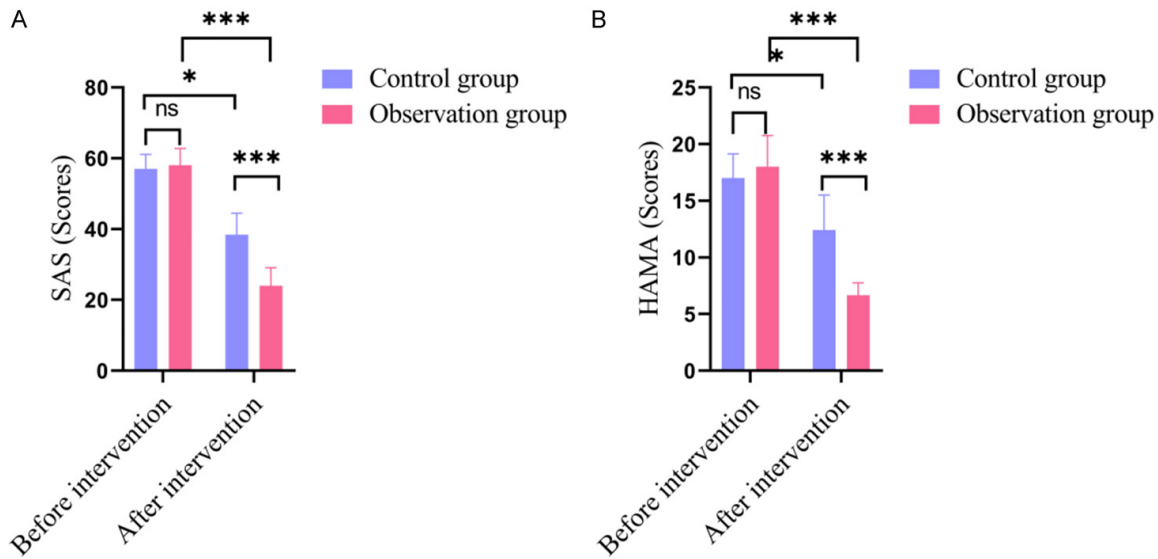 A
***
*
ns
***
80
60
40
20
0
SAS (Scores)
Before intervention
After intervention
Control group
Observation group
B
***
*
ns
***
25
20
15
10
5
0
HAMA (Scores)
Before intervention
After intervention
Control group
Observation group